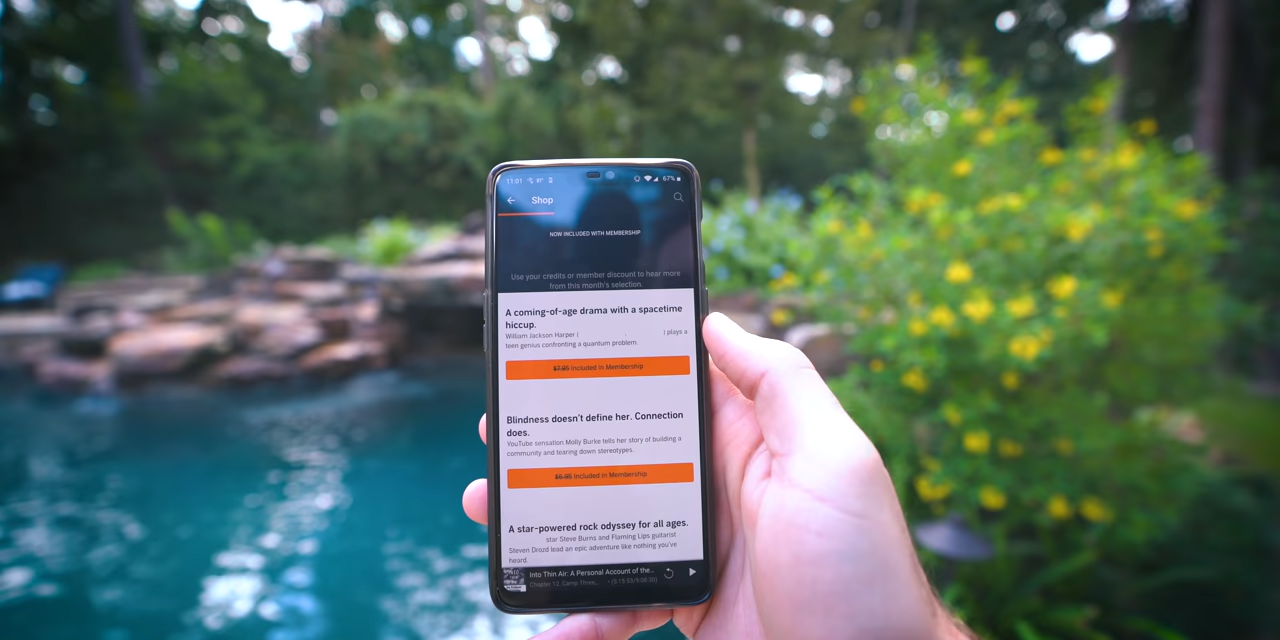 11:01 81° 67%
Shop
NOW INCLUDED WITH MEMBERSHIP
Use your credits or member discount to hear more
from this month's selection.
A coming-of-age drama with a spacetime
hiccup.
William Jackson Harper ( ) plays a
teen genius confronting a quantum problem.
$7.95 Included in Membership
Blindness doesn't define her. Connection
does.
YouTube sensation Molly Burke tells her story of building a
community and tearing down stereotypes.
$6.95 Included in Membership
A star-powered rock odyssey for all ages.
star Steve Burns and Flaming Lips guitarist
Steven Drozd lead an epic adventure like nothing you've
heard.
Into Thin Air: A Personal Account of the...
Chapter 12, Camp Three,...